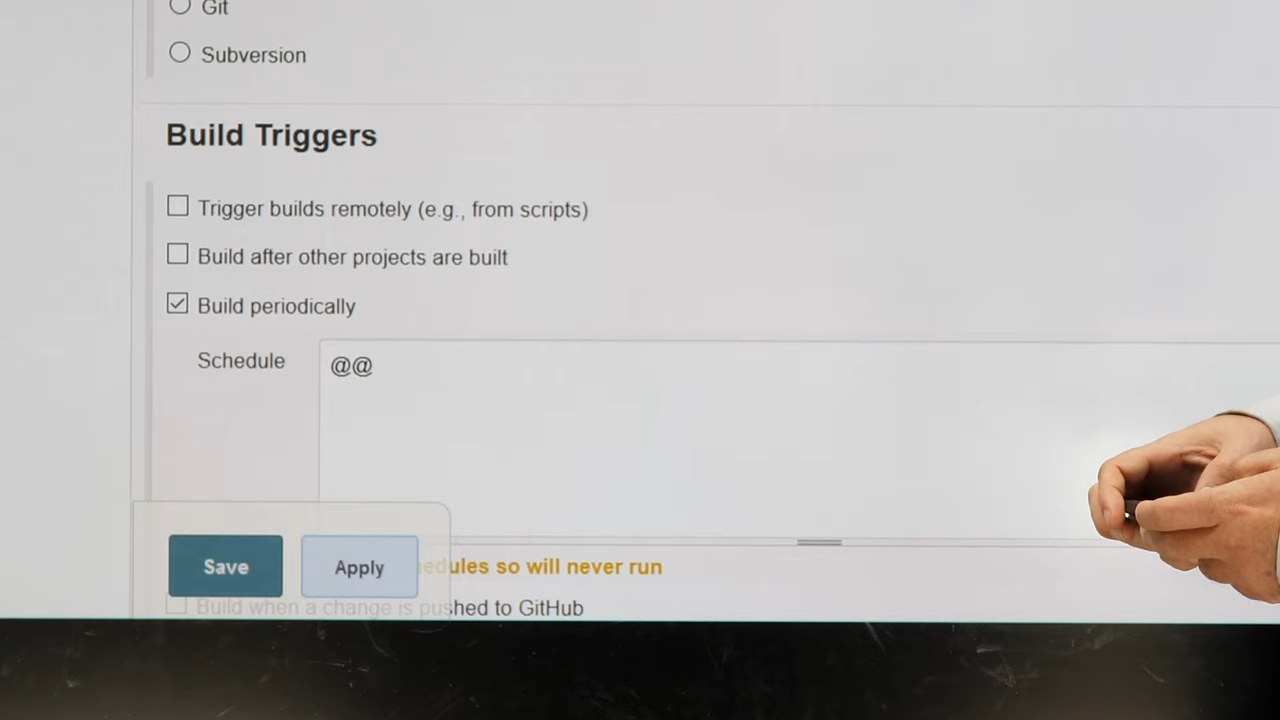 Git
Subversion
Build Triggers
Trigger builds remotely (e.g., from scripts)
Build after other projects are built
Build periodically
Schedule
@@
Save
Apply
so will never run
Build when a change is pushed to GitHub